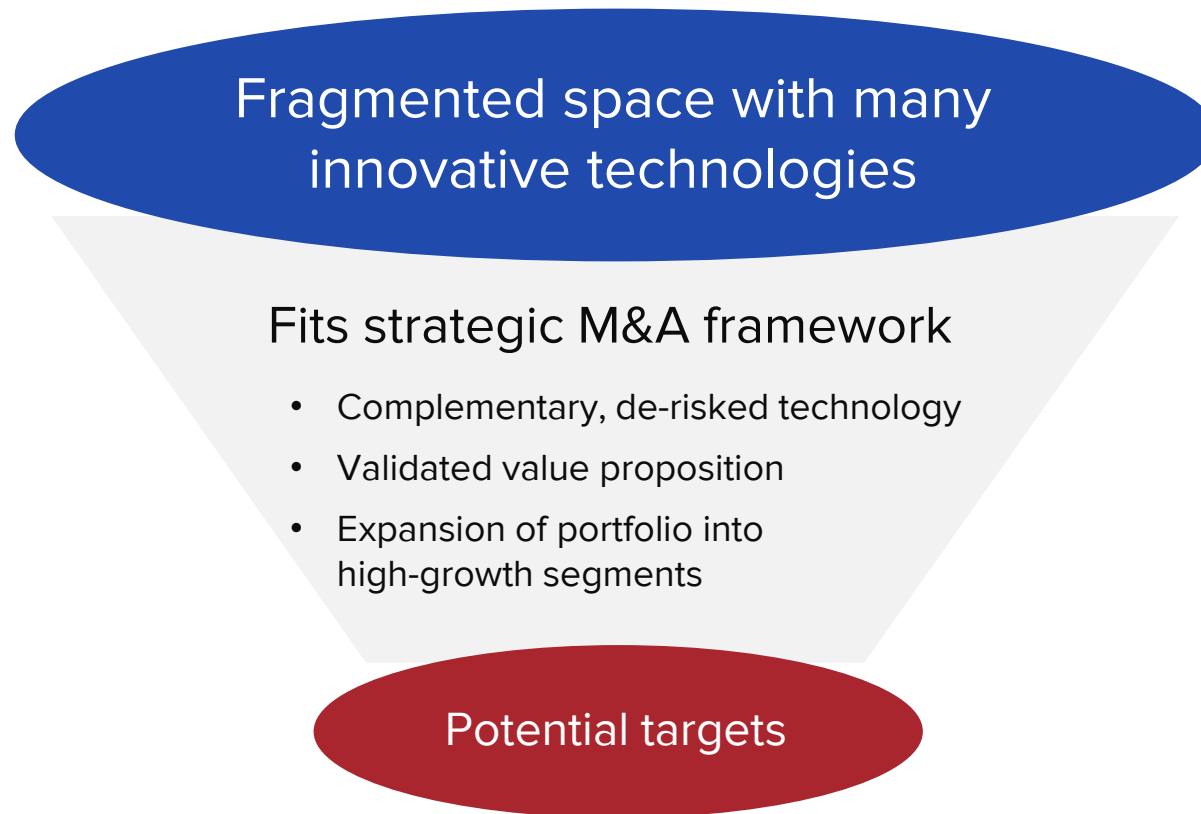 Fragmented space with many
innovative technologies
Fits strategic M&A framework
• Complementary, de-risked technology
• Validated value proposition
• Expansion of portfolio into
high-growth segments
Potential targets